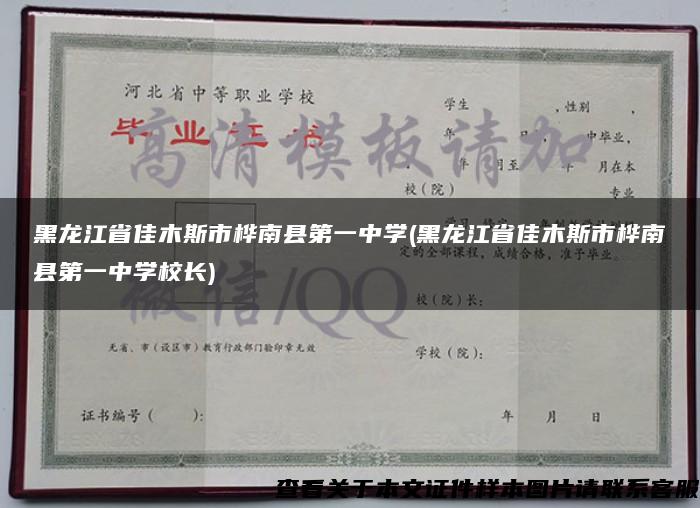 河北省中等职业学校
毕业证书
学生 ，性别 ，
年 日， 中毕业，
年 月至 年 月在本
校（院） 专业
高清模板请加
黑龙江省佳木斯市桦南县第一中学(黑龙江省佳木斯市桦南
县第一中学校长)
定的全部课程，成绩合格，准予毕业。
微信/QQ
校（院）长：
无省、市（设区市）教育行政部门验印章无效
学校（院）：
证书编号（ ）：
年 月 日
查看关于本文证件样本图片请联系客服